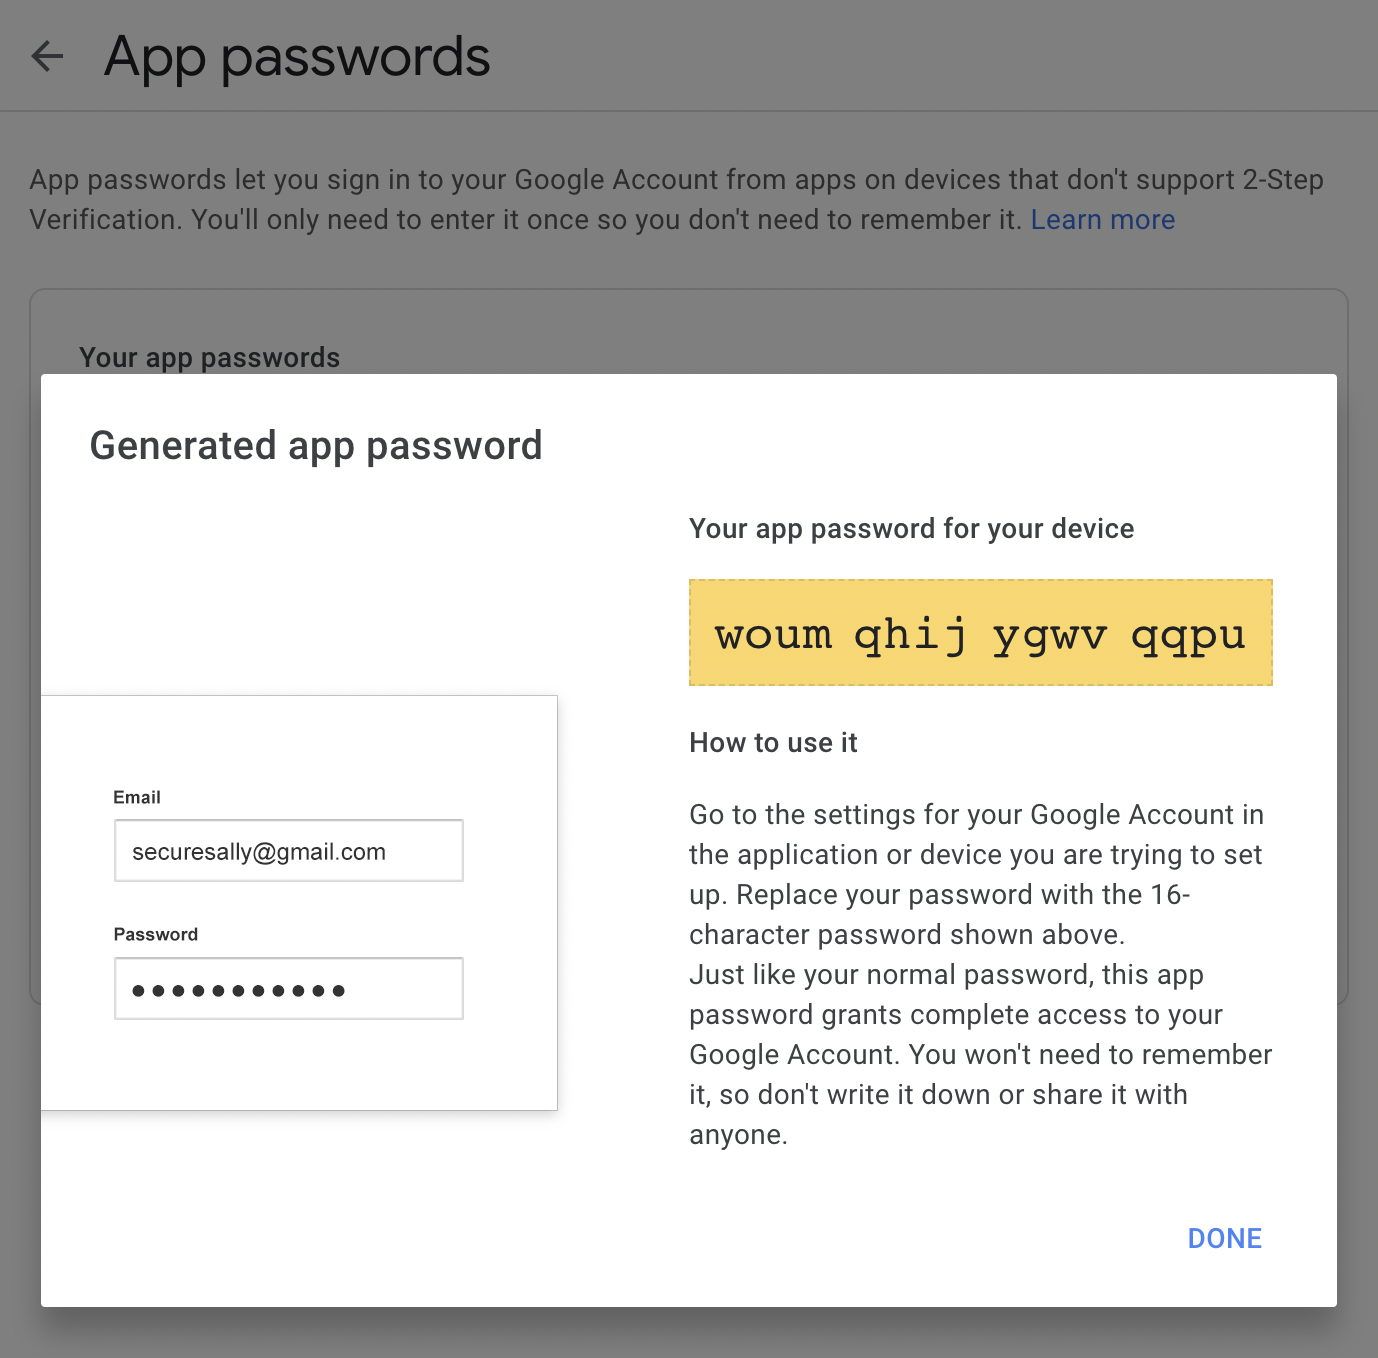 App passwords
App passwords let you sign in to your Google Account from apps on devices that don't support 2-Step
Verification. You'll only need to enter it once so you don't need to remember it. Learn more
Your app passwords
Generated app password
Your app password for your device
woum qhij ygwv qqpu
How to use it
Go to the settings for your Google Account in
the application or device you are trying to set
up. Replace your password with the 16-
character password shown above.
Just like your normal password, this app
password grants complete access to your
Google Account. You won't need to remember
it, so don't write it down or share it with
anyone.
Email
securesally@gmail.com
Password
●●●●●●●●●●●
DONE